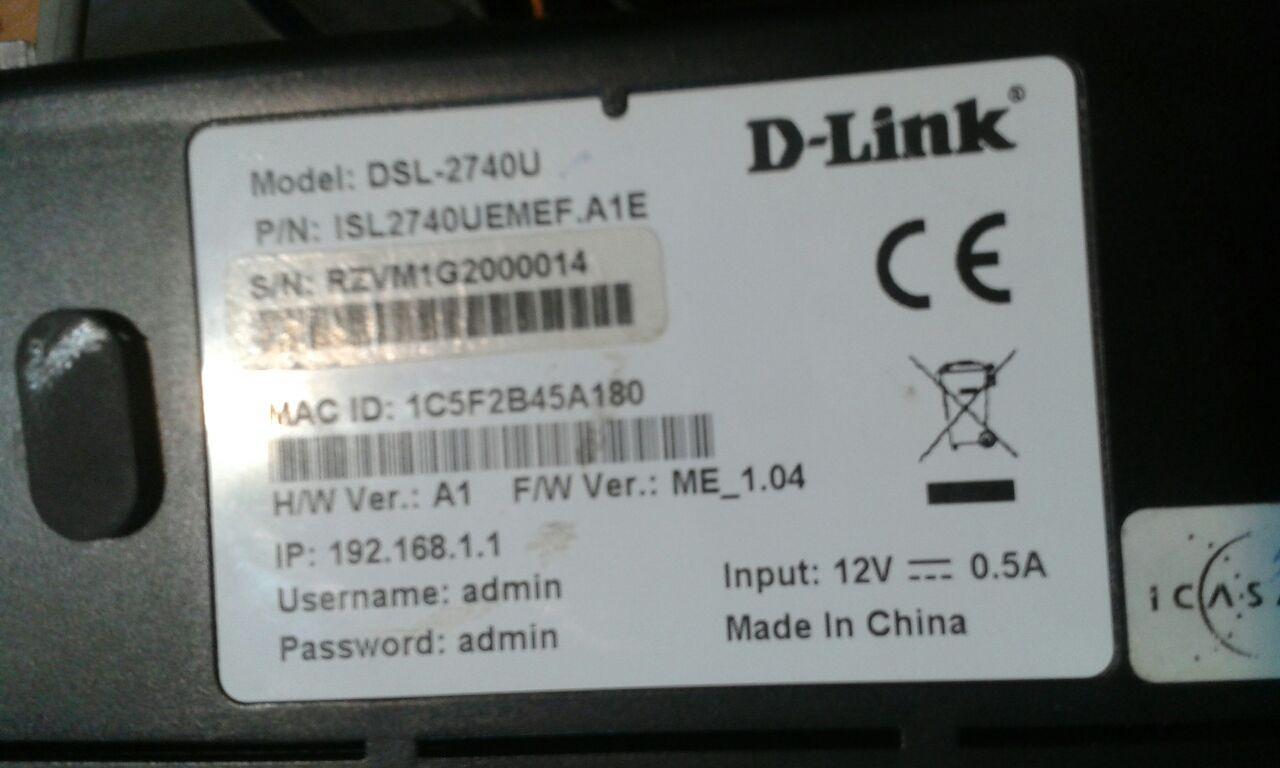 D-Link®
Model: DSL-2740U
P/N: ISL2740UEMEF.A1E
S/N: RZVM1G2000014
CE
MAC ID: 1C5F2B45A180
H/W Ver.: A1 F/W Ver.: ME_1.04
IP: 192.168.1.1
Username: admin
Password: admin
Input: 12V ⎓ 0.5A
Made In China
iCASA